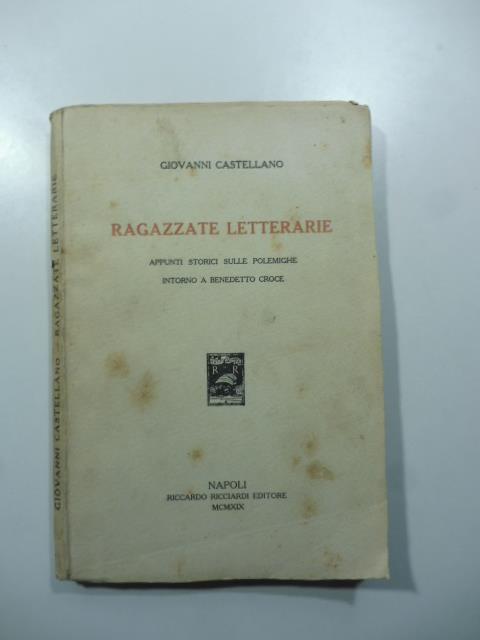 GIOVANNI CASTELLANO
RAGAZZATE LETTERARIE
APPUNTI STORICI SULLE POLEMICHE
INTORNO A BENEDETTO CROCE
R R
NAPOLI
RICCARDO RICCIARDI EDITORE
MCMXIX
GIOVANNI CASTELLANO — RAGAZZATE LETTERARIE